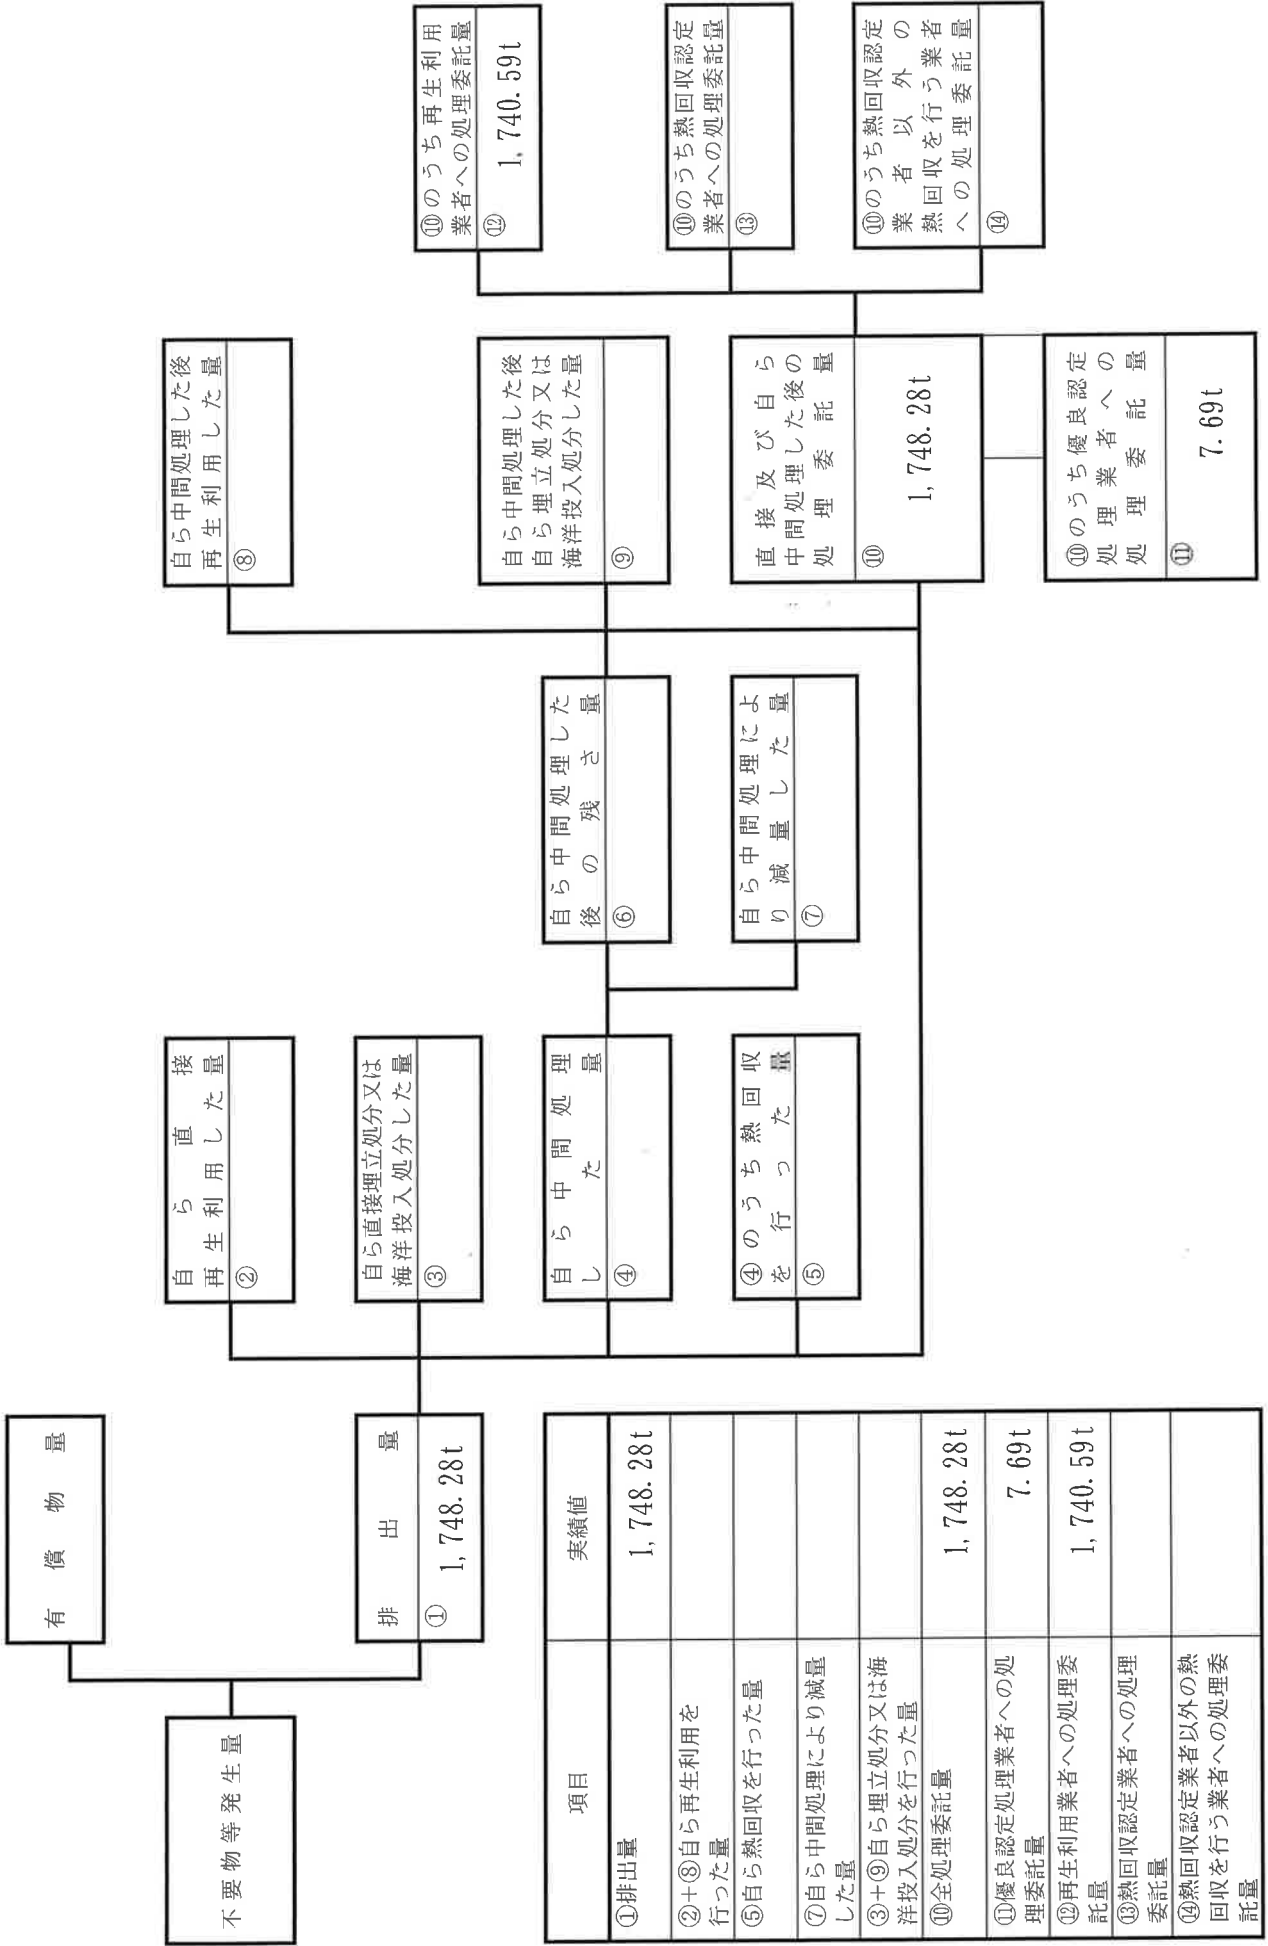 不要物等発生量
有償物量
排出量
① 1,748.28t
自ら直接
再生利用した量
②
自ら直接埋立処分又は
海洋投入処分した量
③
自ら中間処理
した量
④
④のうち熱回収
を行った量
⑤
自ら中間処理した
後の残さ量
⑥
自ら中間処理によ
り減量した量
⑦
自ら中間処理した後
再生利用した量
⑧
自ら中間処理した後
自ら埋立処分又は
海洋投入処分した量
⑨
直接及び自ら
中間処理した後の
処理委託量
⑩
1,748.28t
⑩のうち優良認定
処理業者への
処理委託量
⑪
7.69t
⑩のうち再生利用
業者への処理委託量
⑫
1,740.59t
⑩のうち熱回収認定
業者への処理委託量
⑬
⑩のうち熱回収認定
業者以外の
熱回収を行う業者
への処理委託量
⑭
項目 実績値
①排出量 1,748.28t
②+⑧自ら再生利用を
行った量
⑤自ら熱回収を行った量
⑦自ら中間処理により減量
した量
③+⑨自ら埋立処分又は海
洋投入処分を行った量
⑩全処理委託量 1,748.28t
⑪優良認定処理業者への処
理委託量 7.69t
⑫再生利用業者への処理委
託量 1,740.59t
⑬熱回収認定業者への処理
委託量
⑭熱回収認定業者以外の熱
回収を行う業者への処理委
託量